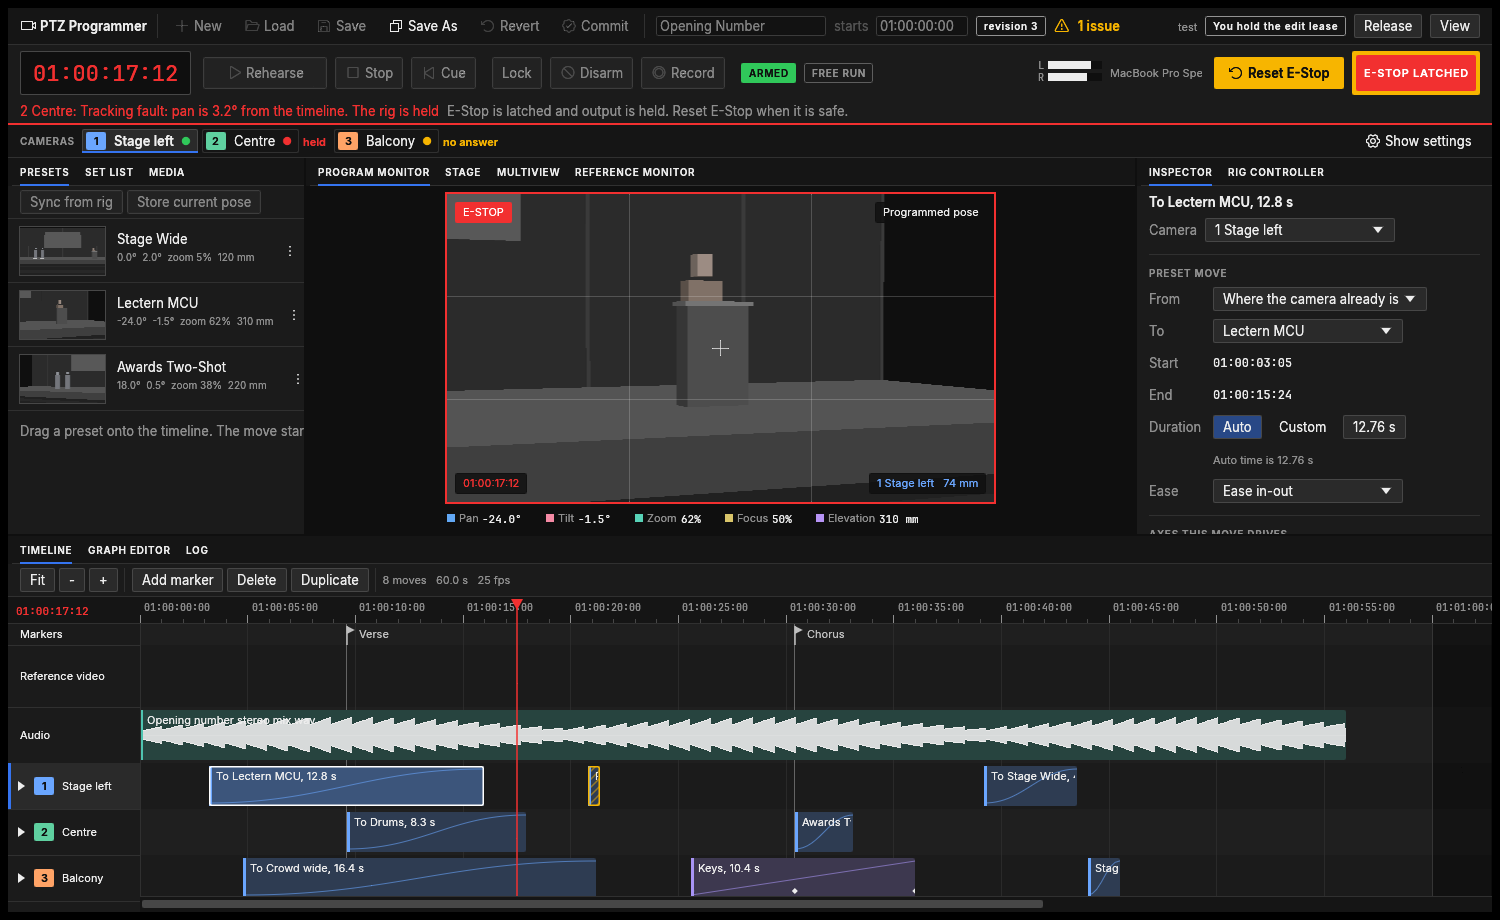 PTZ Programmer New Load Save Save As Revert Commit Opening Number starts 01:00:00:00 revision 3 1 issue test You hold the edit lease Release View
01:00:17:12 Rehearse Stop Cue Lock Disarm Record ARMED FREE RUN L R MacBook Pro Spe Reset E-Stop E-STOP LATCHED
2 Centre: Tracking fault: pan is 3.2° from the timeline. The rig is held E-Stop is latched and output is held. Reset E-Stop when it is safe.
CAMERAS 1 Stage left 2 Centre held 3 Balcony no answer Show settings
PRESETS SET LIST MEDIA
Sync from rig Store current pose
Stage Wide
0.0° 2.0° zoom 5% 120 mm
Lectern MCU
-24.0° -1.5° zoom 62% 310 mm
Awards Two-Shot
18.0° 0.5° zoom 38% 220 mm
Drag a preset onto the timeline. The move star
PROGRAM MONITOR STAGE MULTIVIEW REFERENCE MONITOR
E-STOP Programmed pose
01:00:17:12 1 Stage left 74 mm
Pan -24.0° Tilt -1.5° Zoom 62% Focus 50% Elevation 310 mm
INSPECTOR RIG CONTROLLER
To Lectern MCU, 12.8 s
Camera 1 Stage left
PRESET MOVE
From Where the camera already is
To Lectern MCU
Start 01:00:03:05
End 01:00:15:24
Duration Auto Custom 12.76 s
Auto time is 12.76 s
Ease Ease in-out
AXES THIS MOVE DRIVES
TIMELINE GRAPH EDITOR LOG
Fit - + Add marker Delete Duplicate 8 moves 60.0 s 25 fps
01:00:17:12 01:00:00:00 01:00:05:00 01:00:10:00 01:00:15:00 01:00:20:00 01:00:25:00 01:00:30:00 01:00:35:00 01:00:40:00 01:00:45:00 01:00:50:00 01:00:55:00 01:01:00:0
Markers Verse Chorus
Reference video
Opening number stereo mix.wav
Audio
1 Stage left To Lectern MCU, 12.8 s To Stage Wide,
2 Centre To Drums, 8.3 s Awards T
3 Balcony To Crowd wide, 16.4 s Keys, 10.4 s Stag